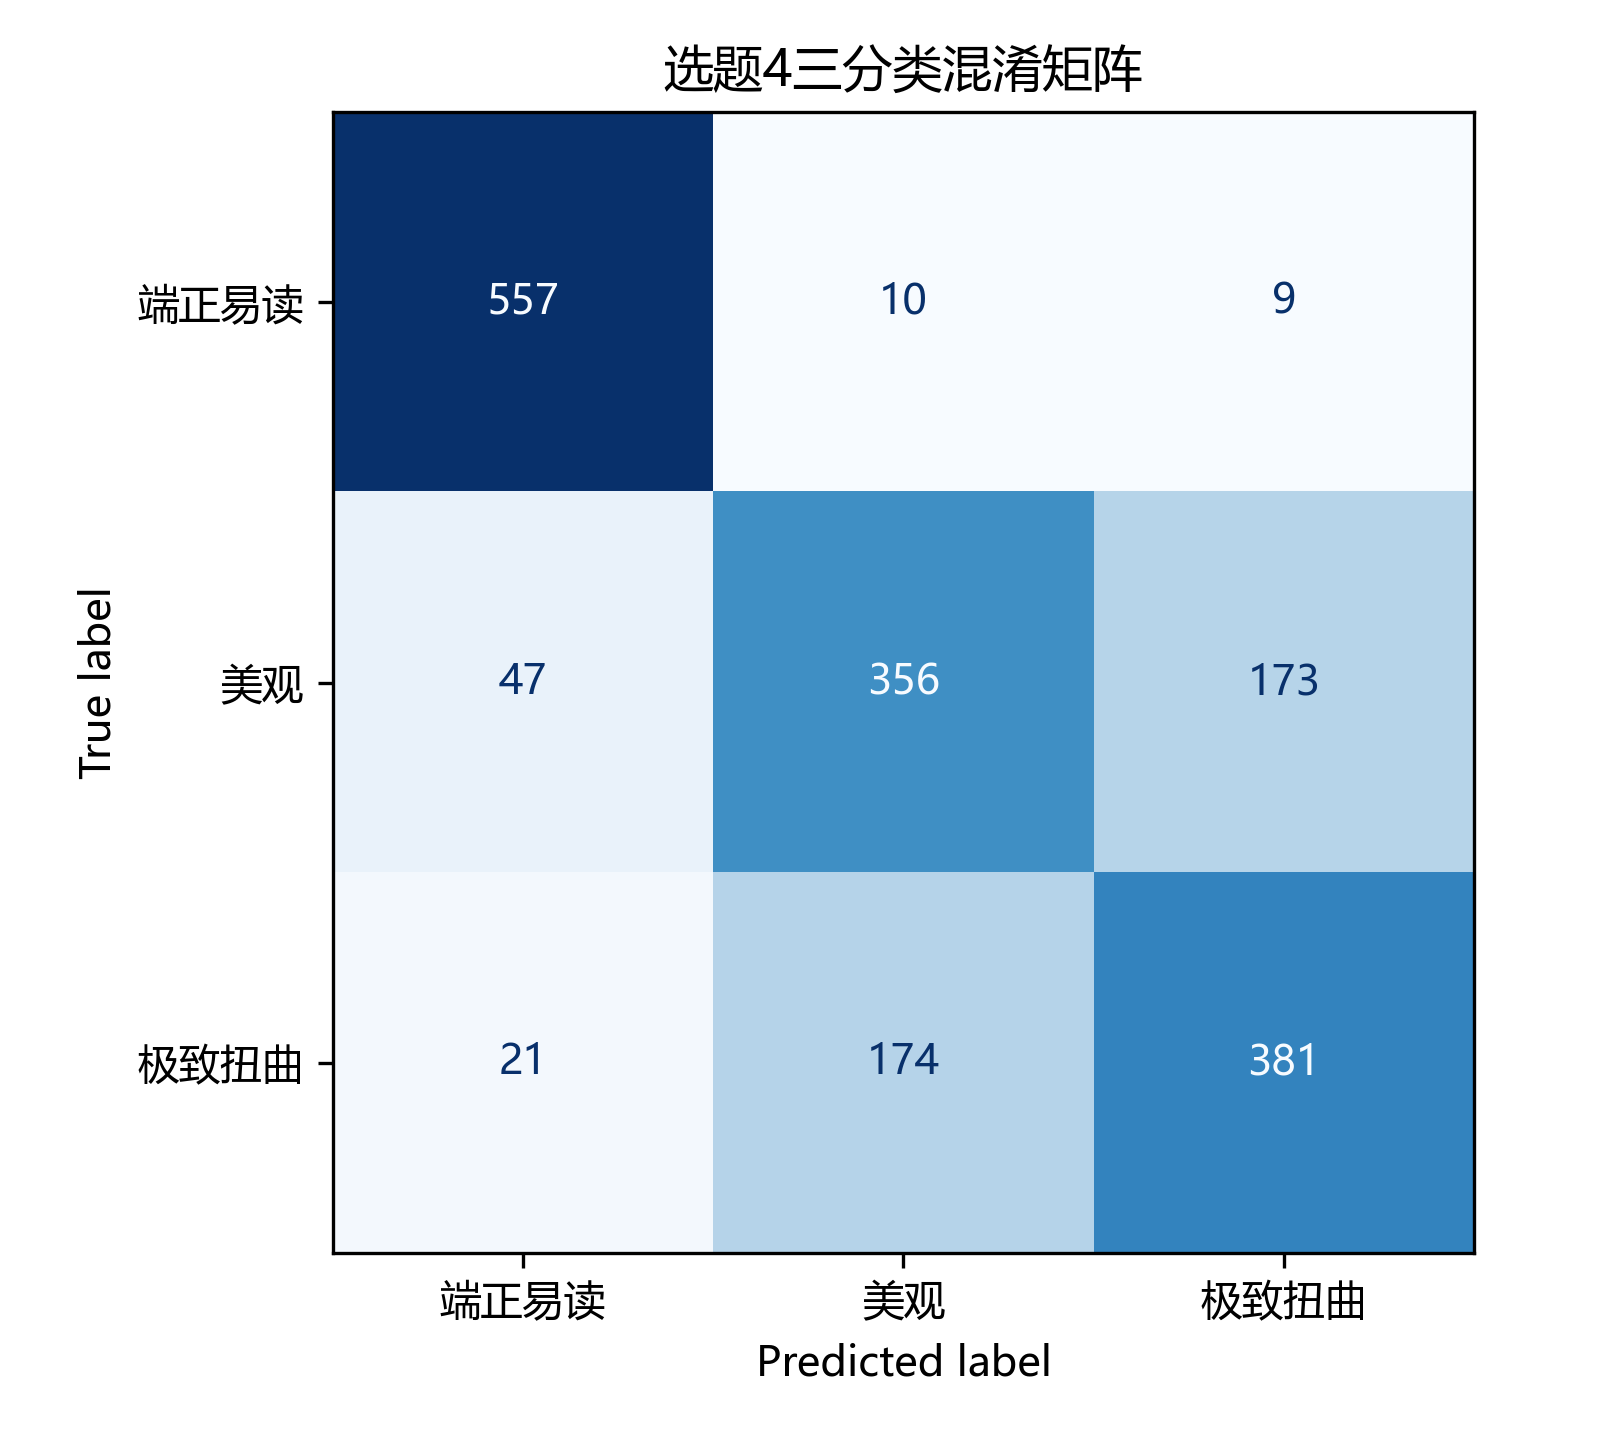 选题4三分类混淆矩阵
端正易读
557
10
9
美观
47
356
173
极致扭曲
21
174
381
True label
端正易读
美观
极致扭曲
Predicted label